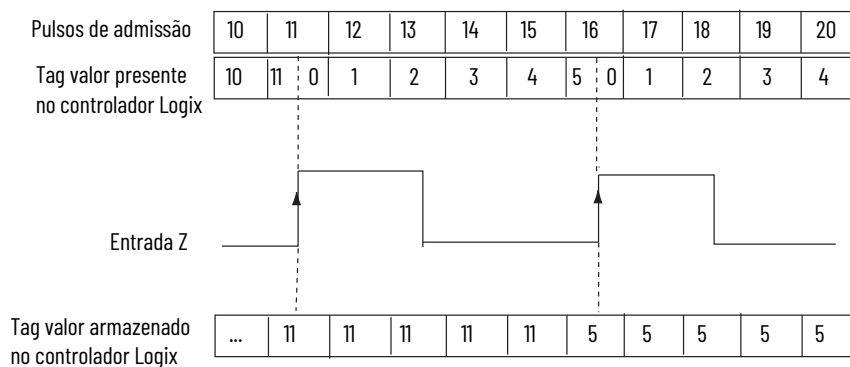 Pulsos de admissão 10 11 12 13 14 15 16 17 18 19 20
Tag valor presente 10 11 0 1 2 3 4 5 0 1 2 3 4
no controlador Logix
Entrada Z
Tag valor armazenado ... 11 11 11 11 11 5 5 5 5 5
no controlador Logix